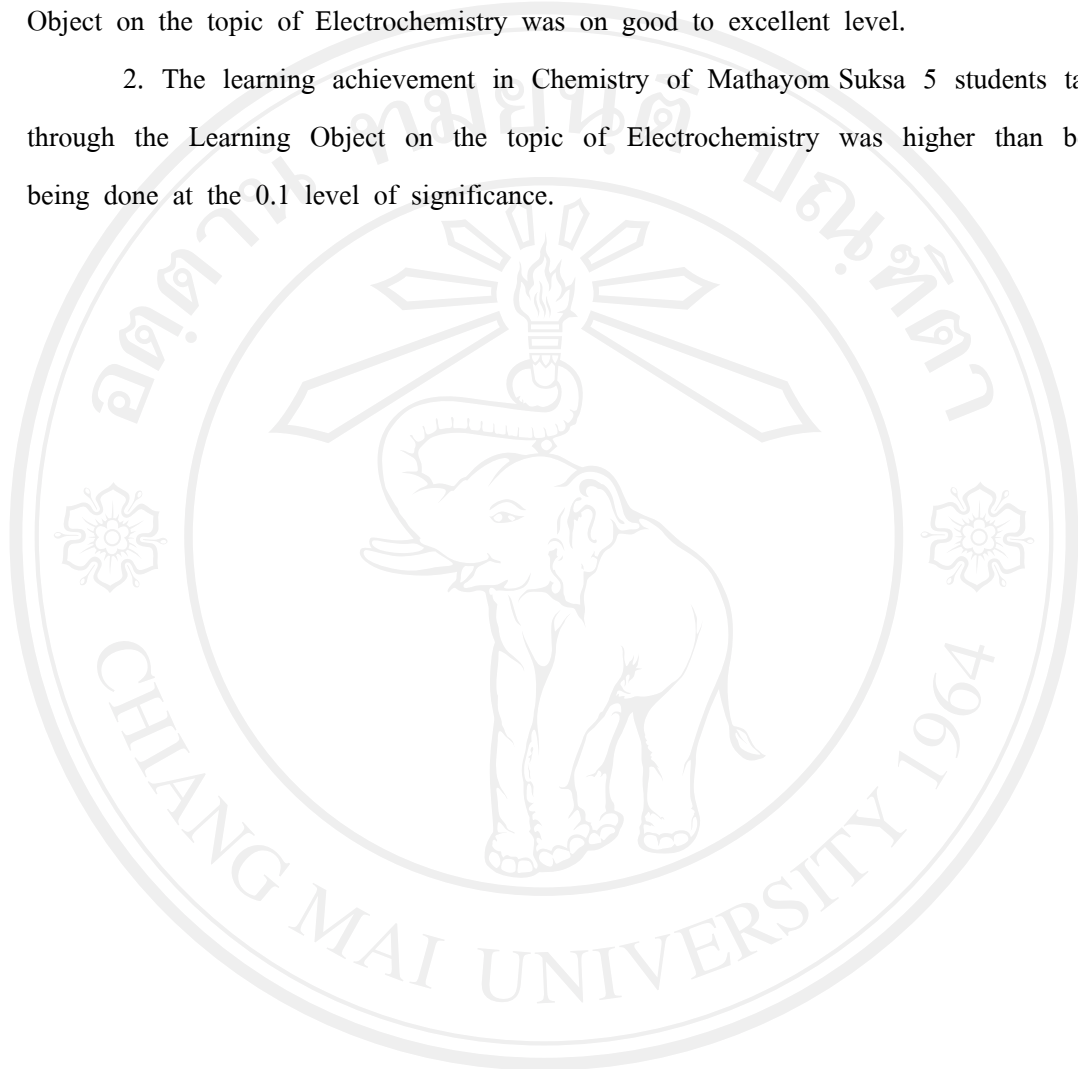 Object on the topic of Electrochemistry was on good to excellent level.
2. The learning achievement in Chemistry of Mathayom Suksa 5 students ta
through the Learning Object on the topic of Electrochemistry was higher than b
being done at the 0.1 level of significance.
CHIANG MAI UNIVERSITY 1964